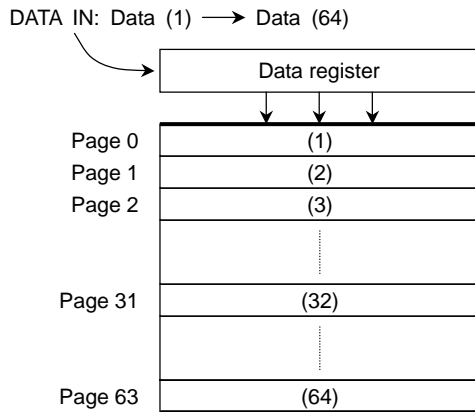 DATA IN: Data (1) Data (64)
Data register
Page 0 (1)
Page 1 (2)
Page 2 (3)
Page 31 (32)
Page 63 (64)